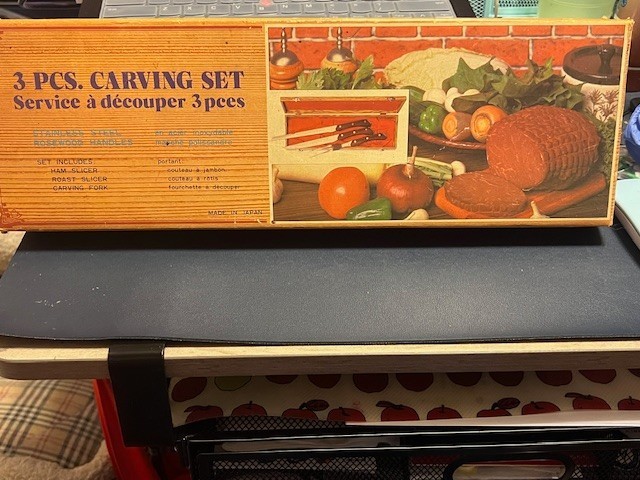 3 PCS. CARVING SET
Service à découper 3 pces
STAINLESS STEEL
ROSEWOOD HANDLES
en acier inoxydable,
manche palissandre
SET INCLUDES:
HAM SLICER
ROAST SLICER
CARVING FORK
portant:
couteau à jambon
couteau à rôtis
fourchette à découper
MADE IN JAPAN